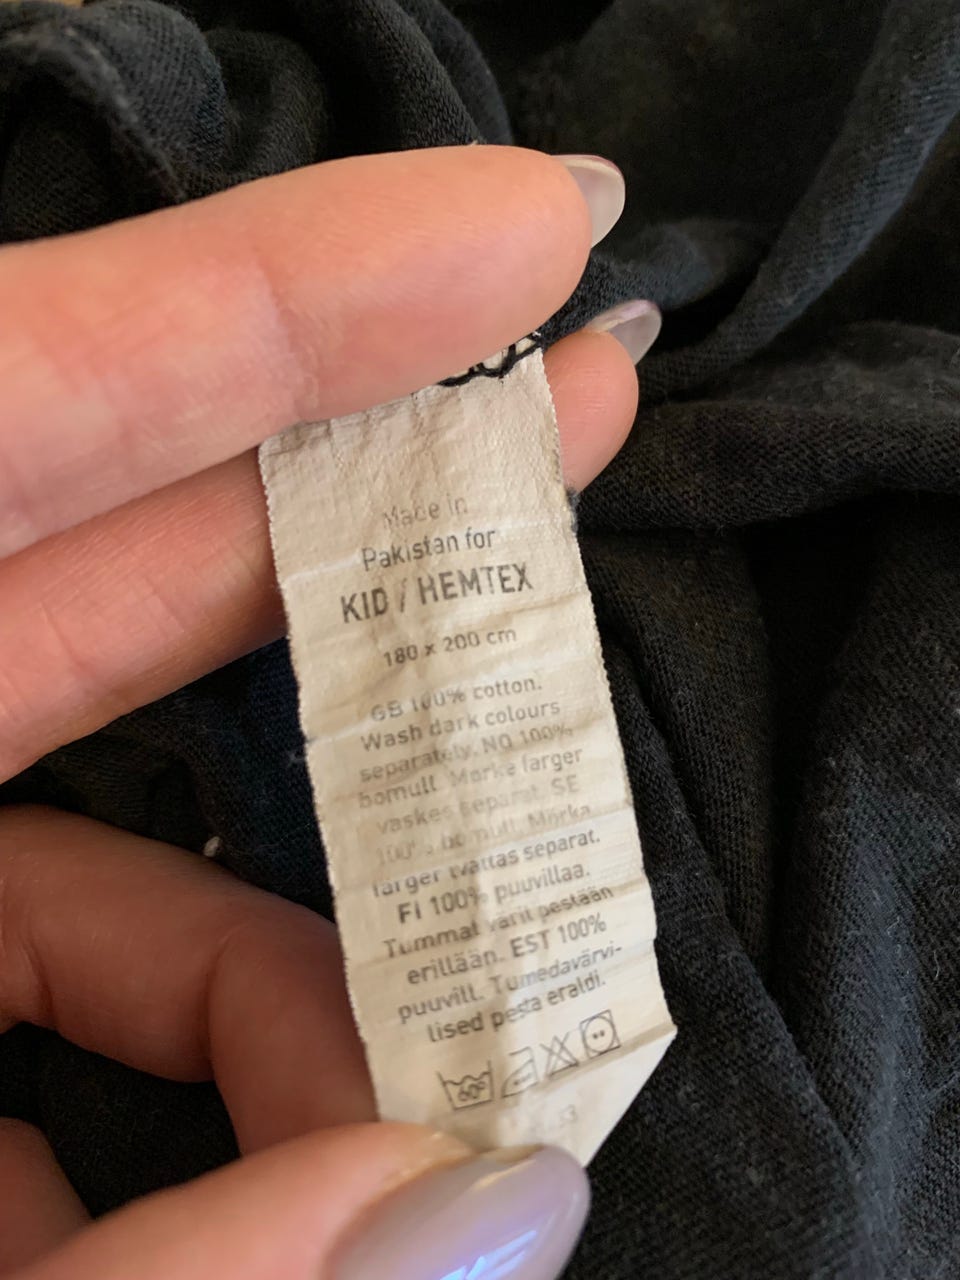 Made in
Pakistan for
KID / HEMTEX
180 x 200 cm
GB 100% cotton.
Wash dark colours
separately. NO 100%
bomull. Mørke farger
vaskes separat. SE
100% bomull. Mörka
färger tvättas separat.
FI 100% puuvillaa.
Tummat värit pestään
erillään. EST 100%
puuvill. Tumedavärvi-
lised pesta eraldi.
60°